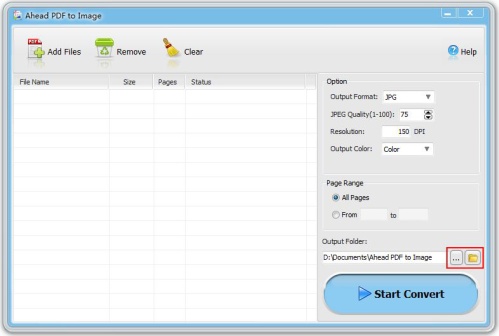 Ahead PDF to Image
PDF
Add Files
Remove
Clear
? Help
File Name Size Pages Status
Option
Output Format: JPG
JPEG Quality(1-100): 75
Resolution: 150 DPI
Output Color: Color
Page Range
All Pages
From to
Output Folder:
D:\Documents\Ahead PDF to Image ...
Start Convert